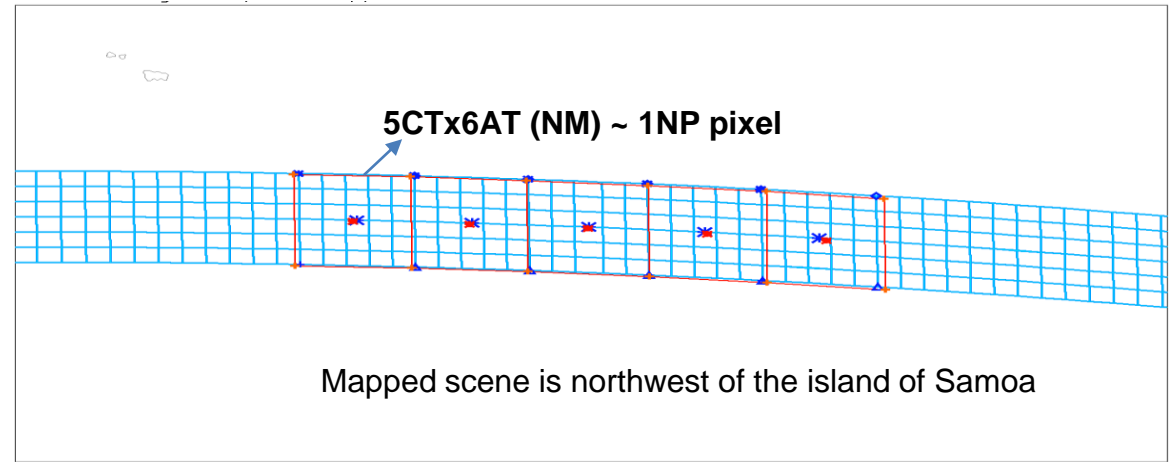 5CTx6AT (NM) ~ 1NP pixel
Mapped scene is northwest of the island of Samoa